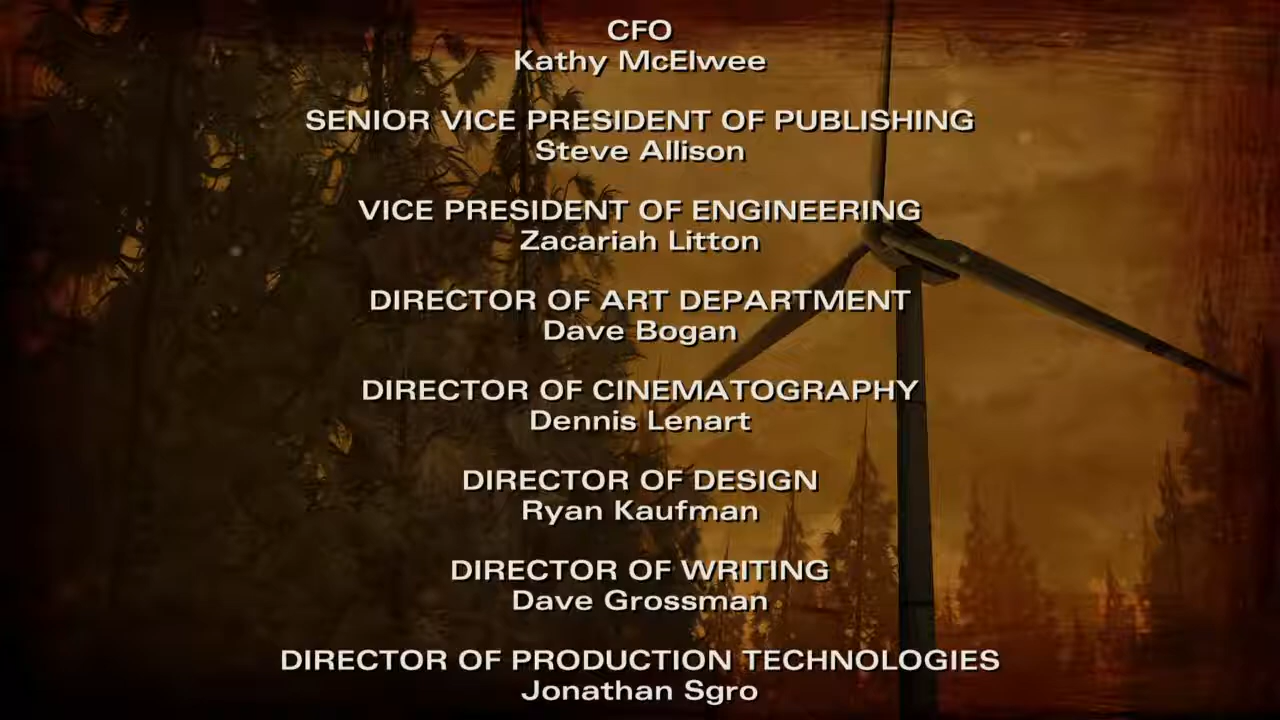 CFO
Kathy McElwee
SENIOR VICE PRESIDENT OF PUBLISHING
Steve Allison
VICE PRESIDENT OF ENGINEERING
Zacariah Litton
DIRECTOR OF ART DEPARTMENT
Dave Bogan
DIRECTOR OF CINEMATOGRAPHY
Dennis Lenart
DIRECTOR OF DESIGN
Ryan Kaufman
DIRECTOR OF WRITING
Dave Grossman
DIRECTOR OF PRODUCTION TECHNOLOGIES
Jonathan Sgro